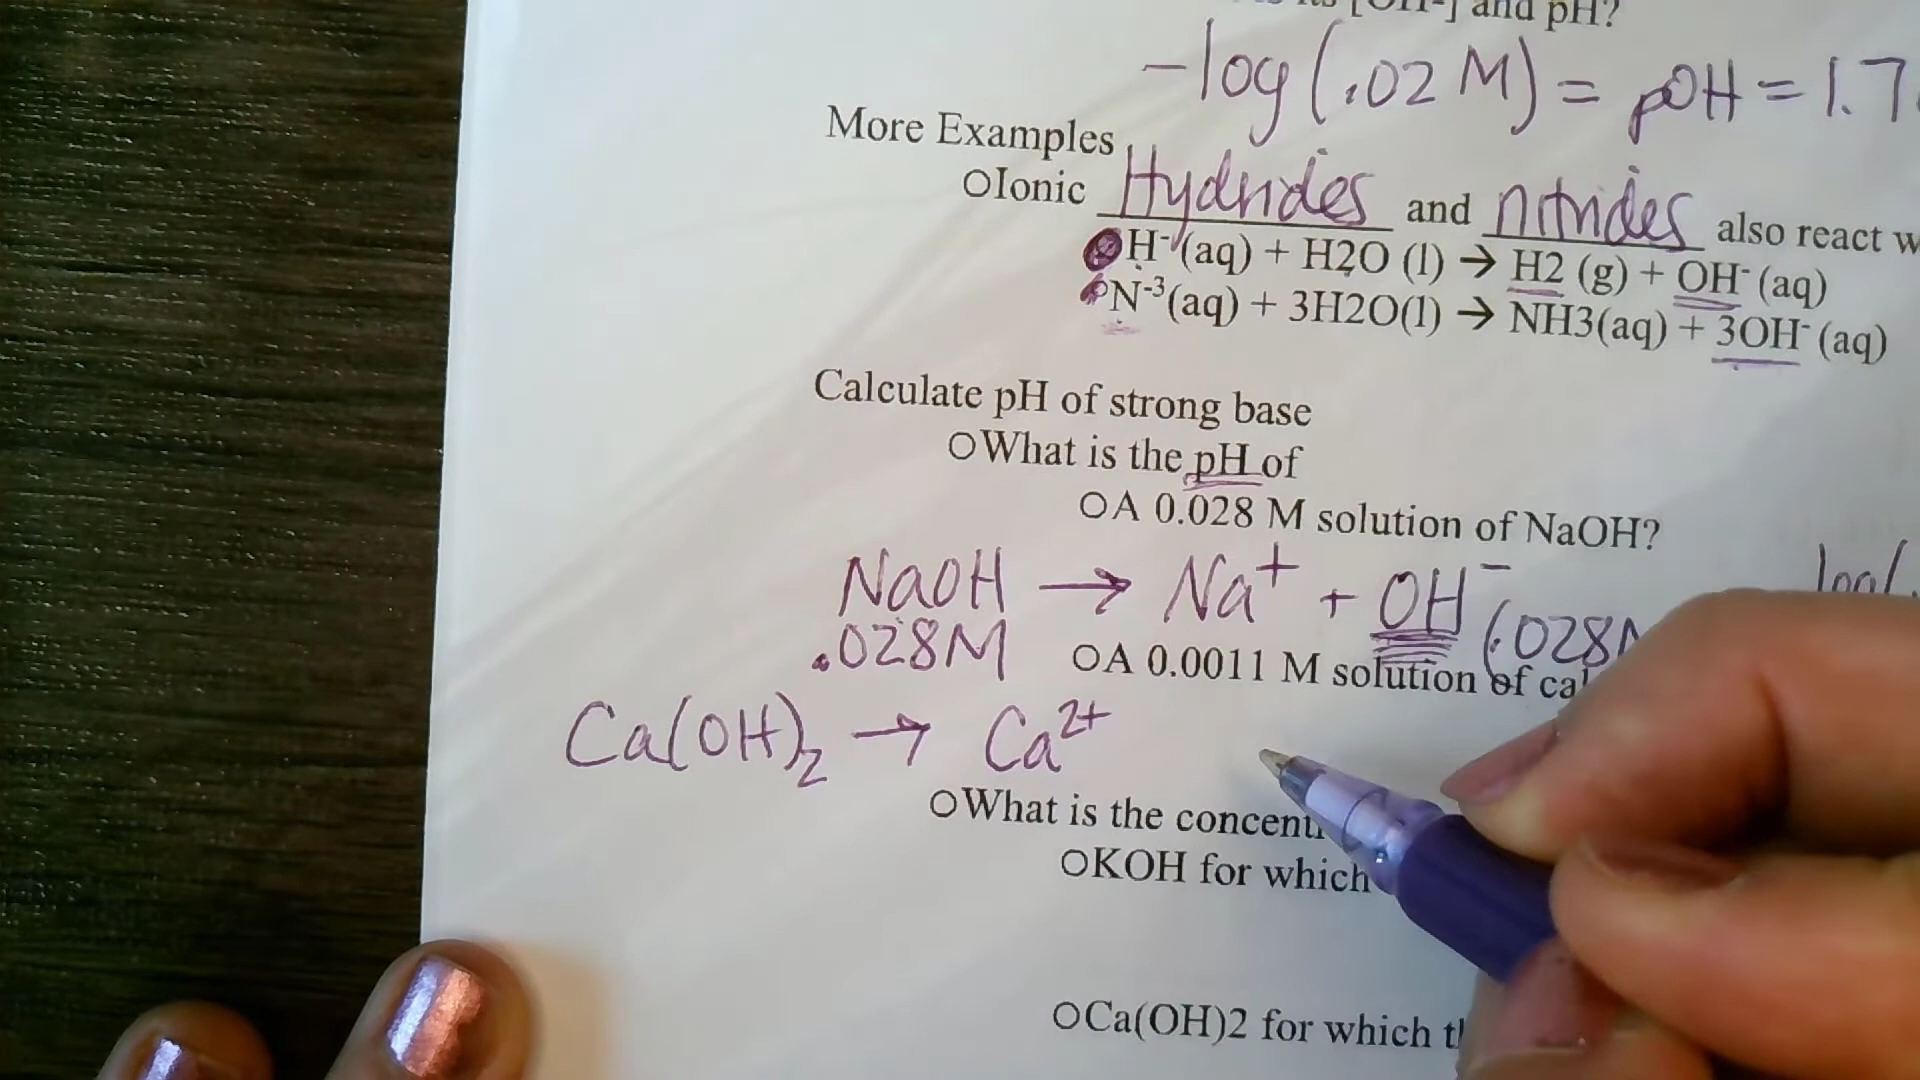 [OH-] and pH?
-log(.02 M) = pOH = 1.7
More Examples
Ionic Hydrides and nitrides also react
H-(aq) + H2O (l) → H2 (g) + OH- (aq)
N-3(aq) + 3H2O(l) → NH3(aq) + 3OH- (aq)
Calculate pH of strong base
What is the pH of
A 0.028 M solution of NaOH?
NaOH → Na+ + OH- (.028M
log(
.028M
A 0.0011 M solution of
Ca(OH)2 → Ca2+
What is the
KOH for which
Ca(OH)2 for which